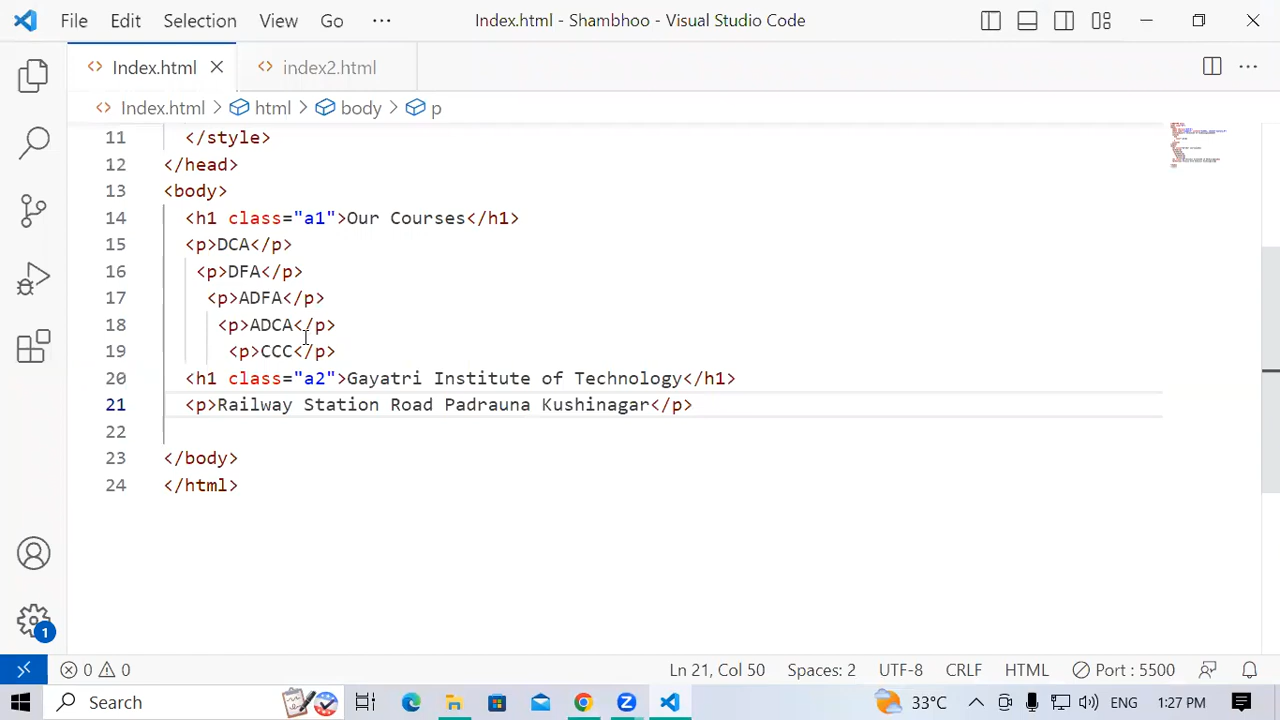 File Edit Selection View Go ··· Index.html - Shambhoo - Visual Studio Code
Index.html index2.html
Index.html > html > body > p
11 </style>
12 </head>
13 <body>
14 <h1 class="a1">Our Courses</h1>
15 <p>DCA</p>
16 <p>DFA</p>
17 <p>ADFA</p>
18 <p>ADCA</p>
19 <p>CCC</p>
20 <h1 class="a2">Gayatri Institute of Technology</h1>
21 <p>Railway Station Road Padrauna Kushinagar</p>
22
23 </body>
24 </html>
1
0 0 Ln 21, Col 50 Spaces: 2 UTF-8 CRLF HTML Port : 5500
Search 33°C ENG 1:27 PM